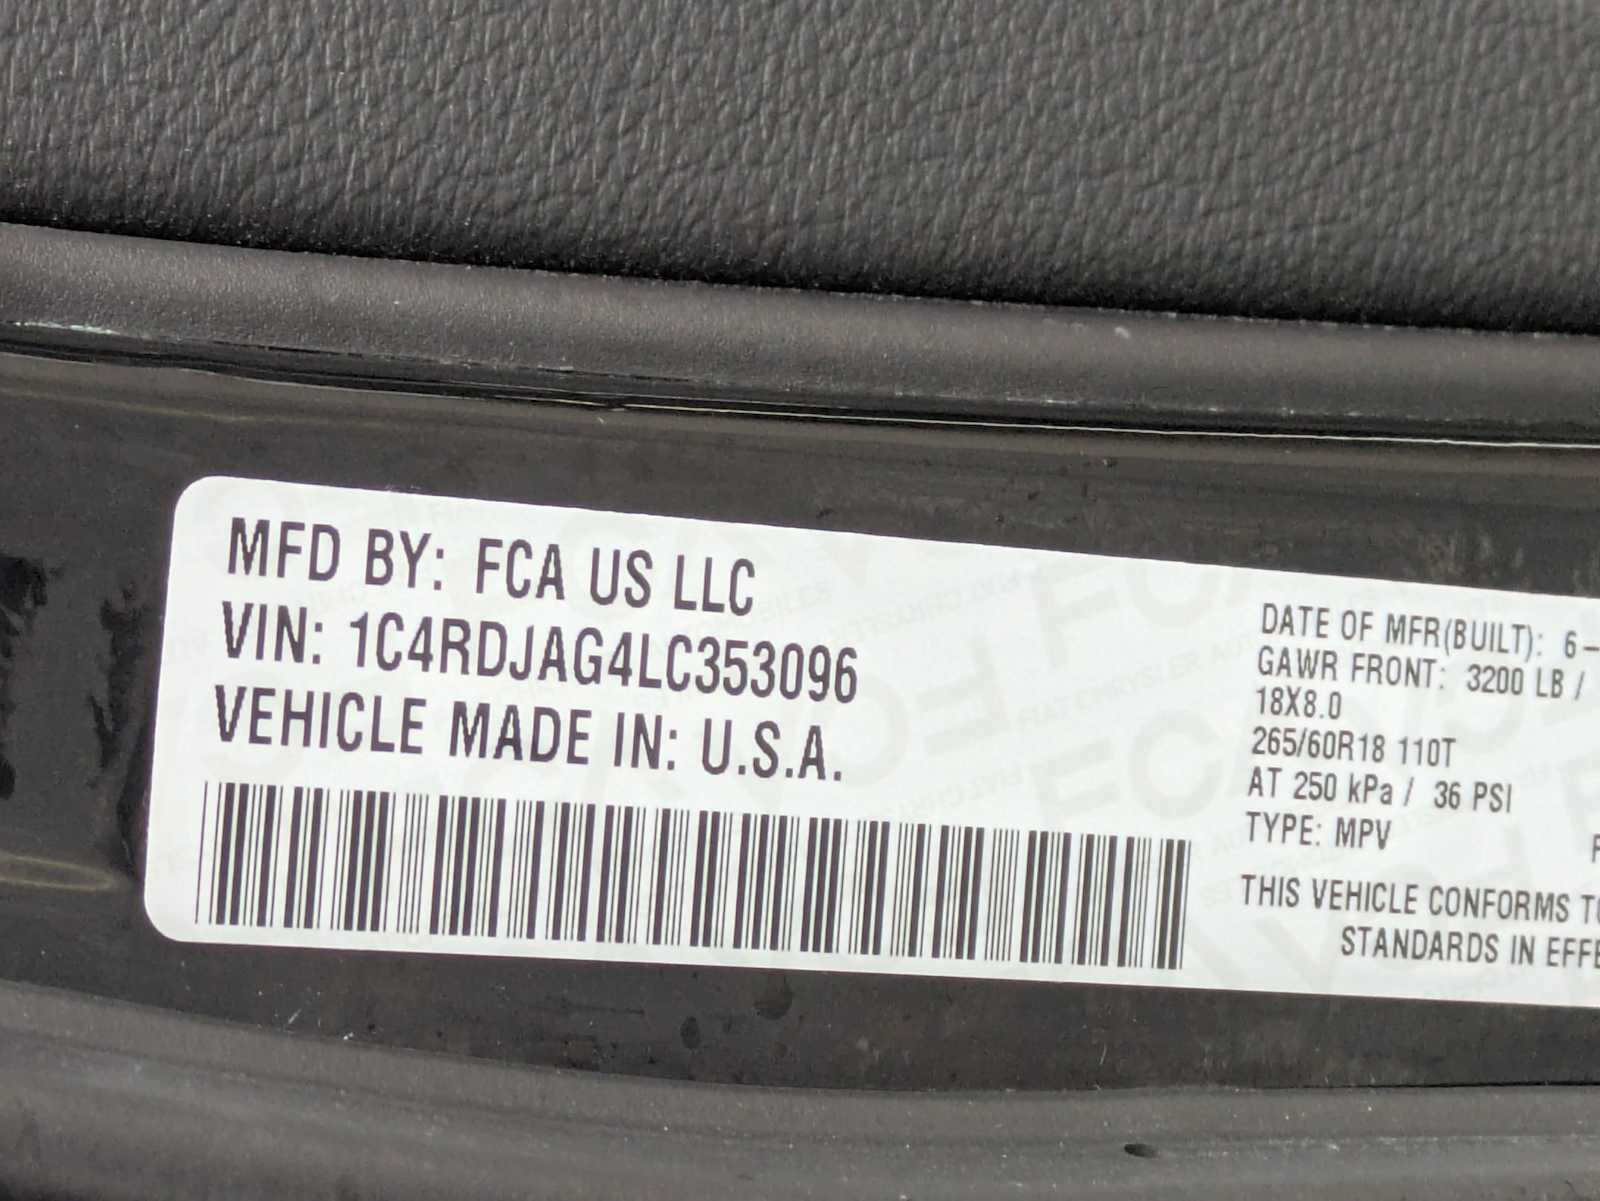 MFD BY: FCA US LLC
VIN: 1C4RDJAG4LC353096
VEHICLE MADE IN: U.S.A.
DATE OF MFR(BUILT): 6-
GAWR FRONT: 3200 LB /
18X8.0
265/60R18 110T
AT 250 kPa / 36 PSI
TYPE: MPV
THIS VEHICLE CONFORMS
STANDARDS IN